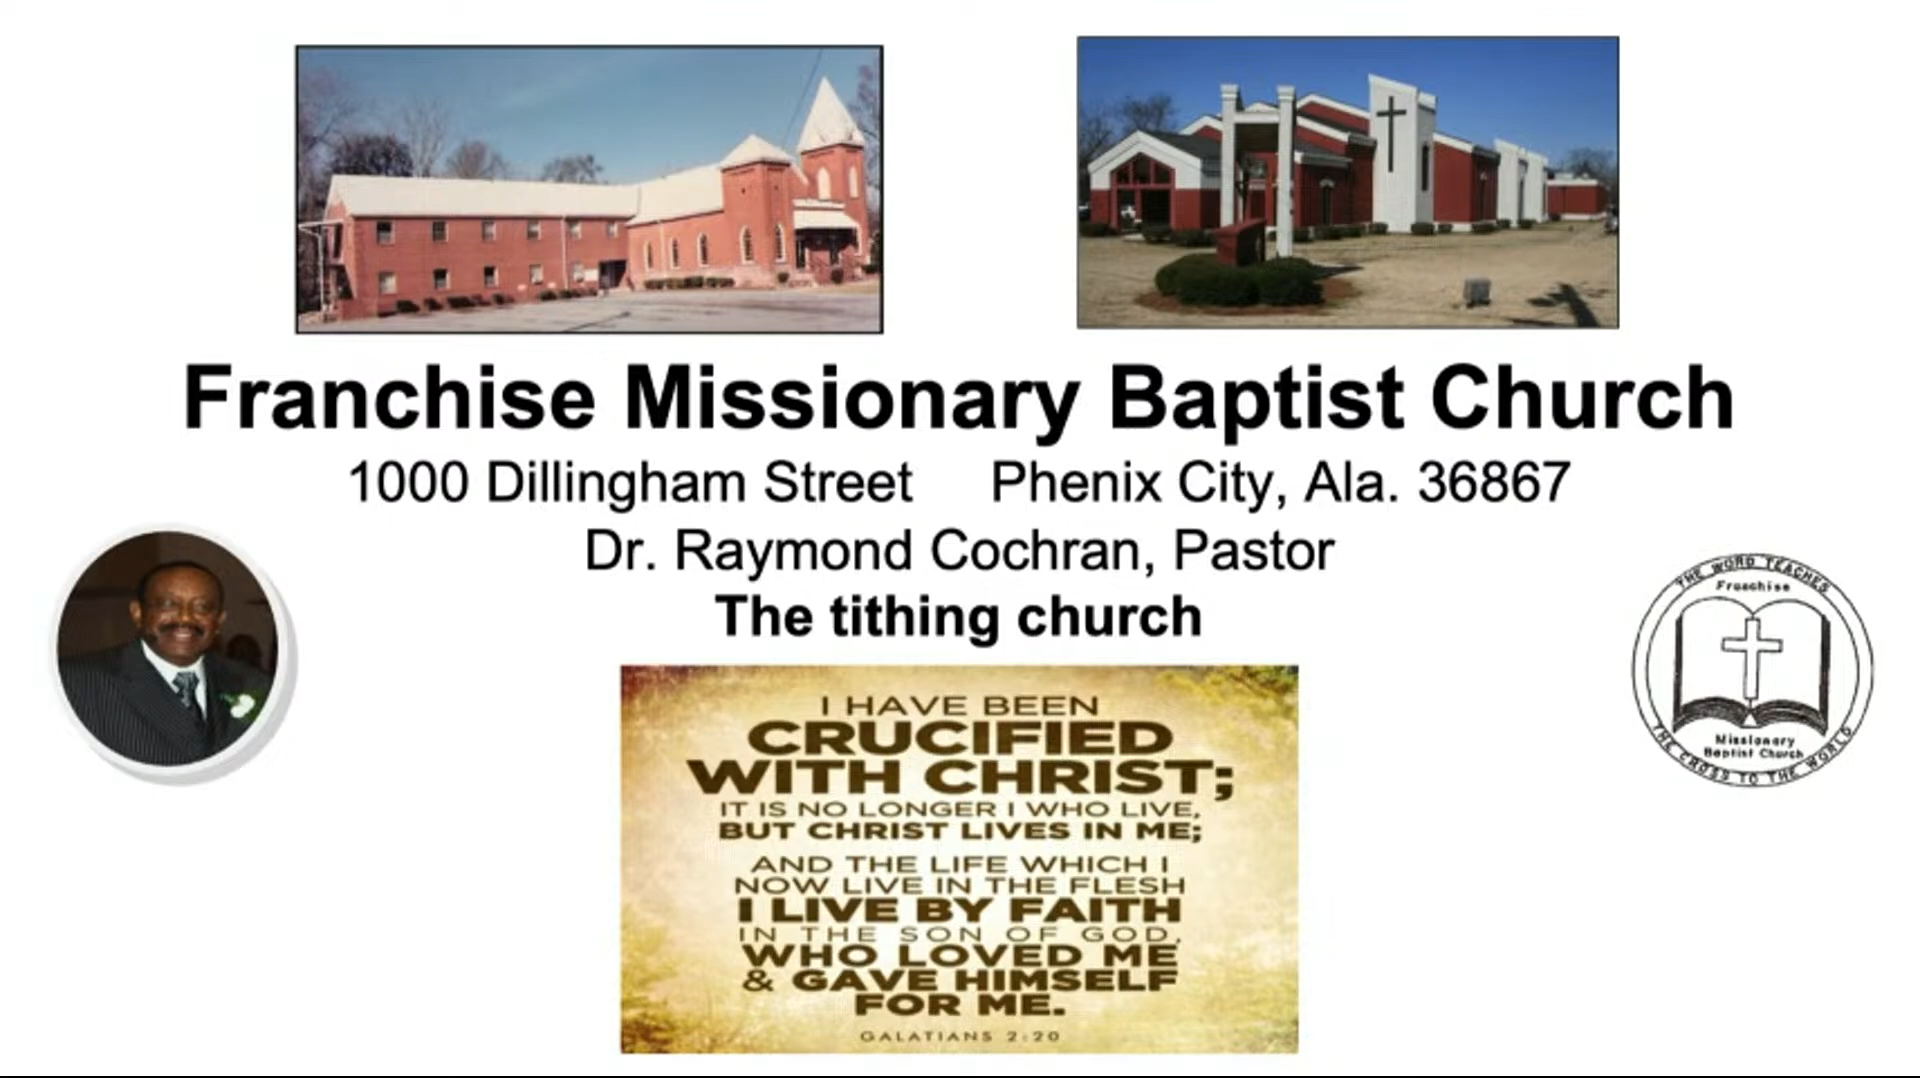 Franchise Missionary Baptist Church
1000 Dillingham Street Phenix City, Ala. 36867
Dr. Raymond Cochran, Pastor
The tithing church
THE WORD TEACHES
Franchise
Missionary
Baptist Church
THE CROSS TO THE WORLD
I HAVE BEEN
CRUCIFIED
WITH CHRIST;
IT IS NO LONGER I WHO LIVE,
BUT CHRIST LIVES IN ME;
AND THE LIFE WHICH I
NOW LIVE IN THE FLESH
I LIVE BY FAITH
IN THE SON OF GOD,
WHO LOVED ME
& GAVE HIMSELF
FOR ME.
GALATIANS 2:20